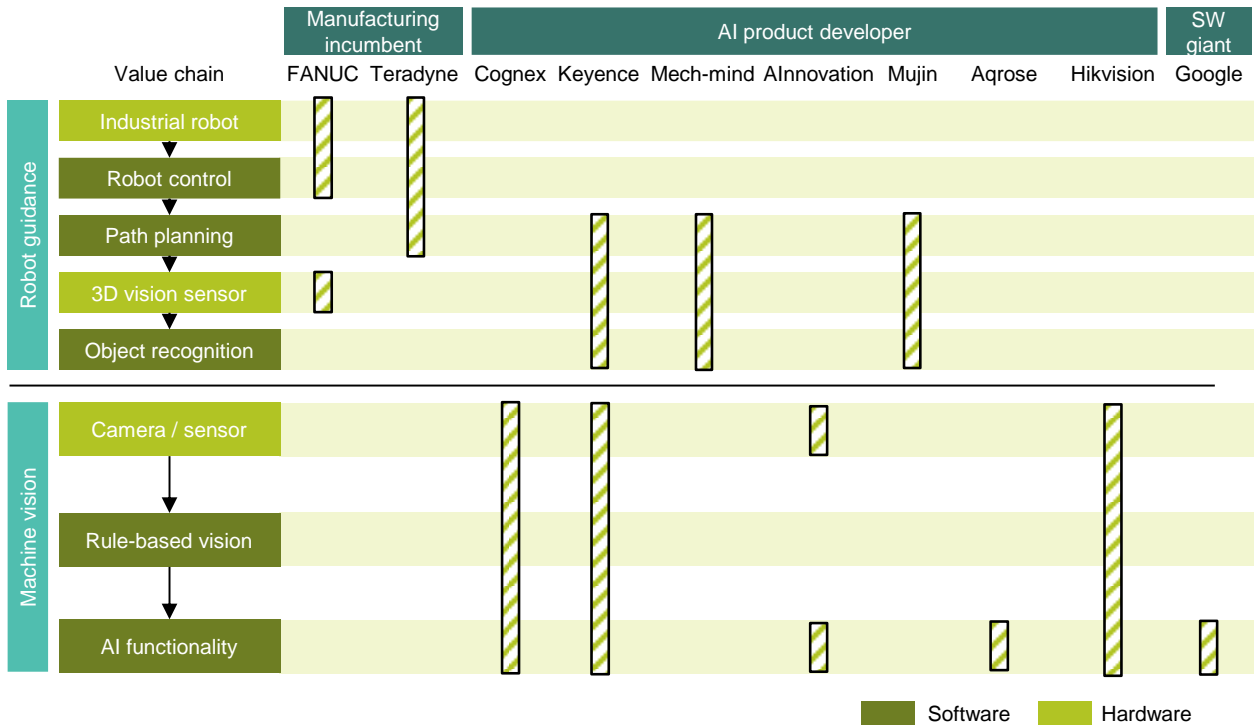 Manufacturing
incumbent
AI product developer
SW
giant
Value chain
FANUC
Teradyne
Cognex
Keyence
Mech-mind
AInnovation
Mujin
Aqrose
Hikvision
Google
Robot guidance
Industrial robot
Robot control
Path planning
3D vision sensor
Object recognition
Machine vision
Camera / sensor
Rule-based vision
AI functionality
Software
Hardware